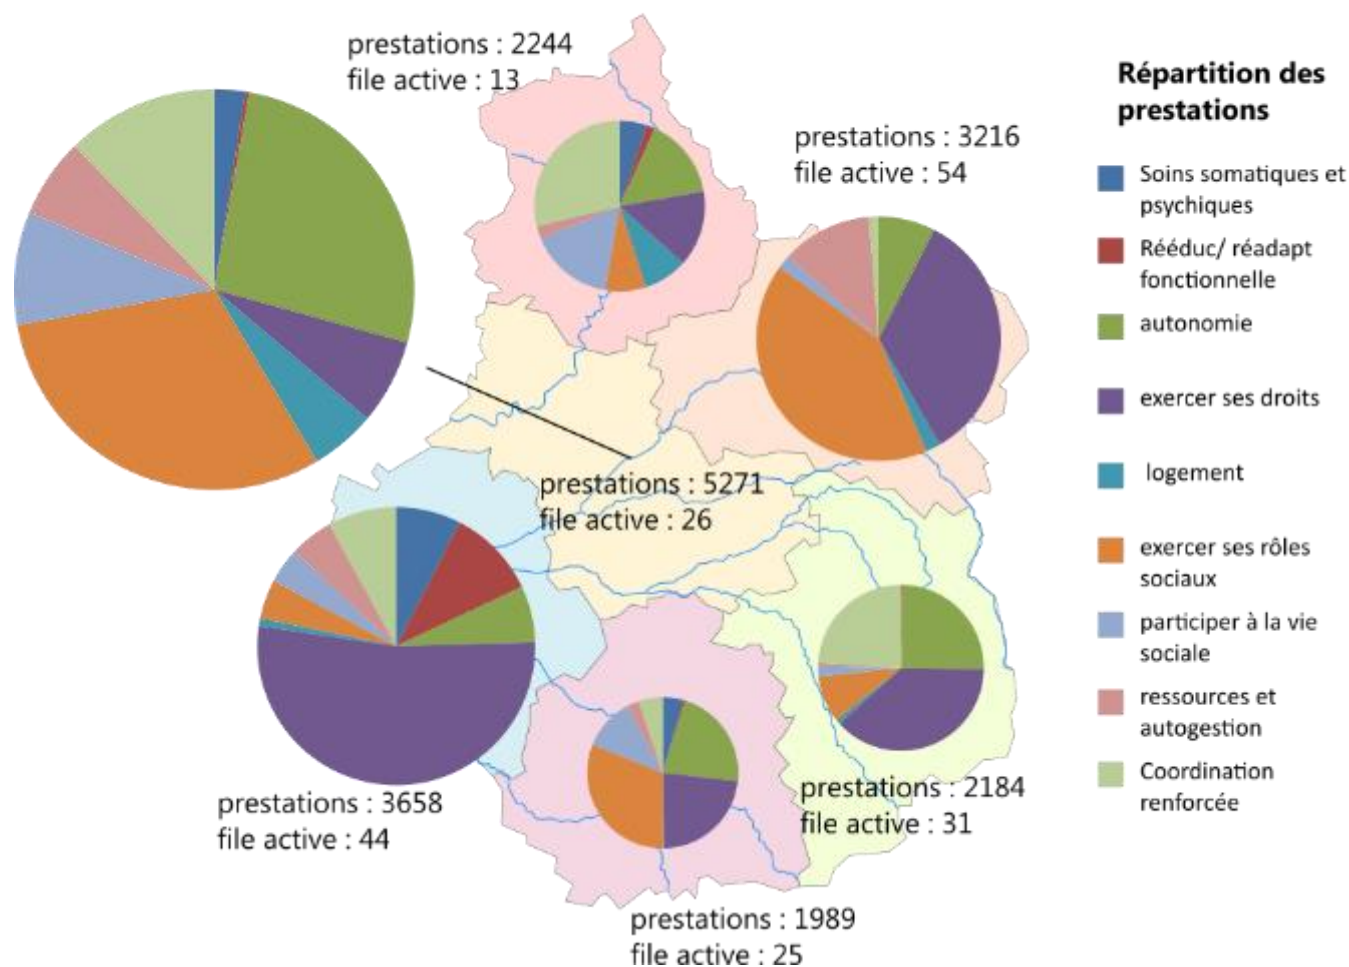 prestations : 2244
file active : 13
prestations : 3216
file active : 54
prestations : 5271
file active : 26
prestations : 3658
file active : 44
prestations : 2184
file active : 31
prestations : 1989
file active : 25
Répartition des
prestations
Soins somatiques et
psychiques
Rééduc/ réadapt
fonctionnelle
autonomie
exercer ses droits
logement
exercer ses rôles
sociaux
participer à la vie
sociale
ressources et
autogestion
Coordination
renforcée